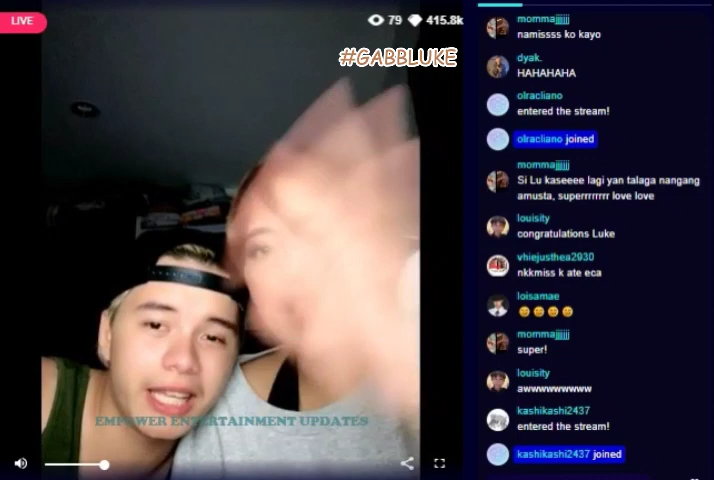 LIVE
79 415.8k
#GABBLUKE
EMPOWER ENTERTAINMENT UPDATES
mommajjjjjj
namissss ko kayo
dyak.
HAHAHAHA
olracliano
entered the stream!
olracliano joined
mommajjjjjj
Si Lu kaseeee lagi yan talaga nangang
amusta, superrrrrrrr love love
louisity
congratulations Luke
vhiejusthea2930
nkkmiss k ate eca
loisamae
mommajjjjjj
super!
louisity
awwwwwwwww
kashikashi2437
entered the stream!
kashikashi2437 joined